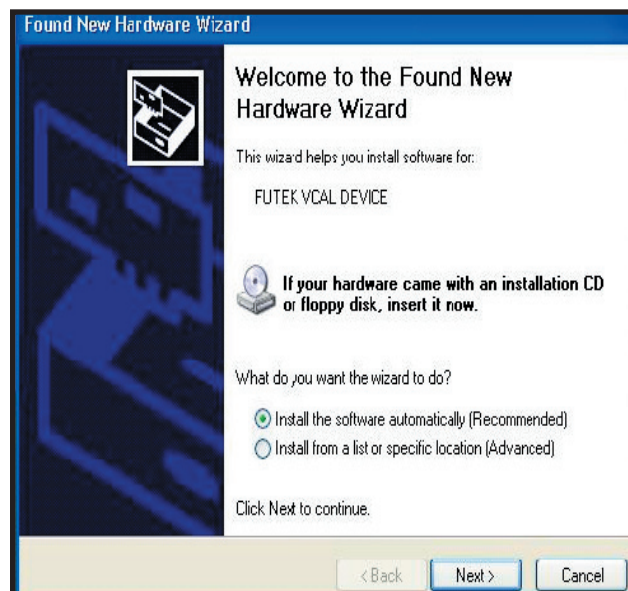 Found New Hardware Wizard
Welcome to the Found New
Hardware Wizard
This wizard helps you install software for:
FUTEK VCAL DEVICE
If your hardware came with an installation CD
or floppy disk, insert it now.
What do you want the wizard to do?
Install the software automatically (Recommended)
Install from a list or specific location (Advanced)
Click Next to continue.
< Back Next > Cancel